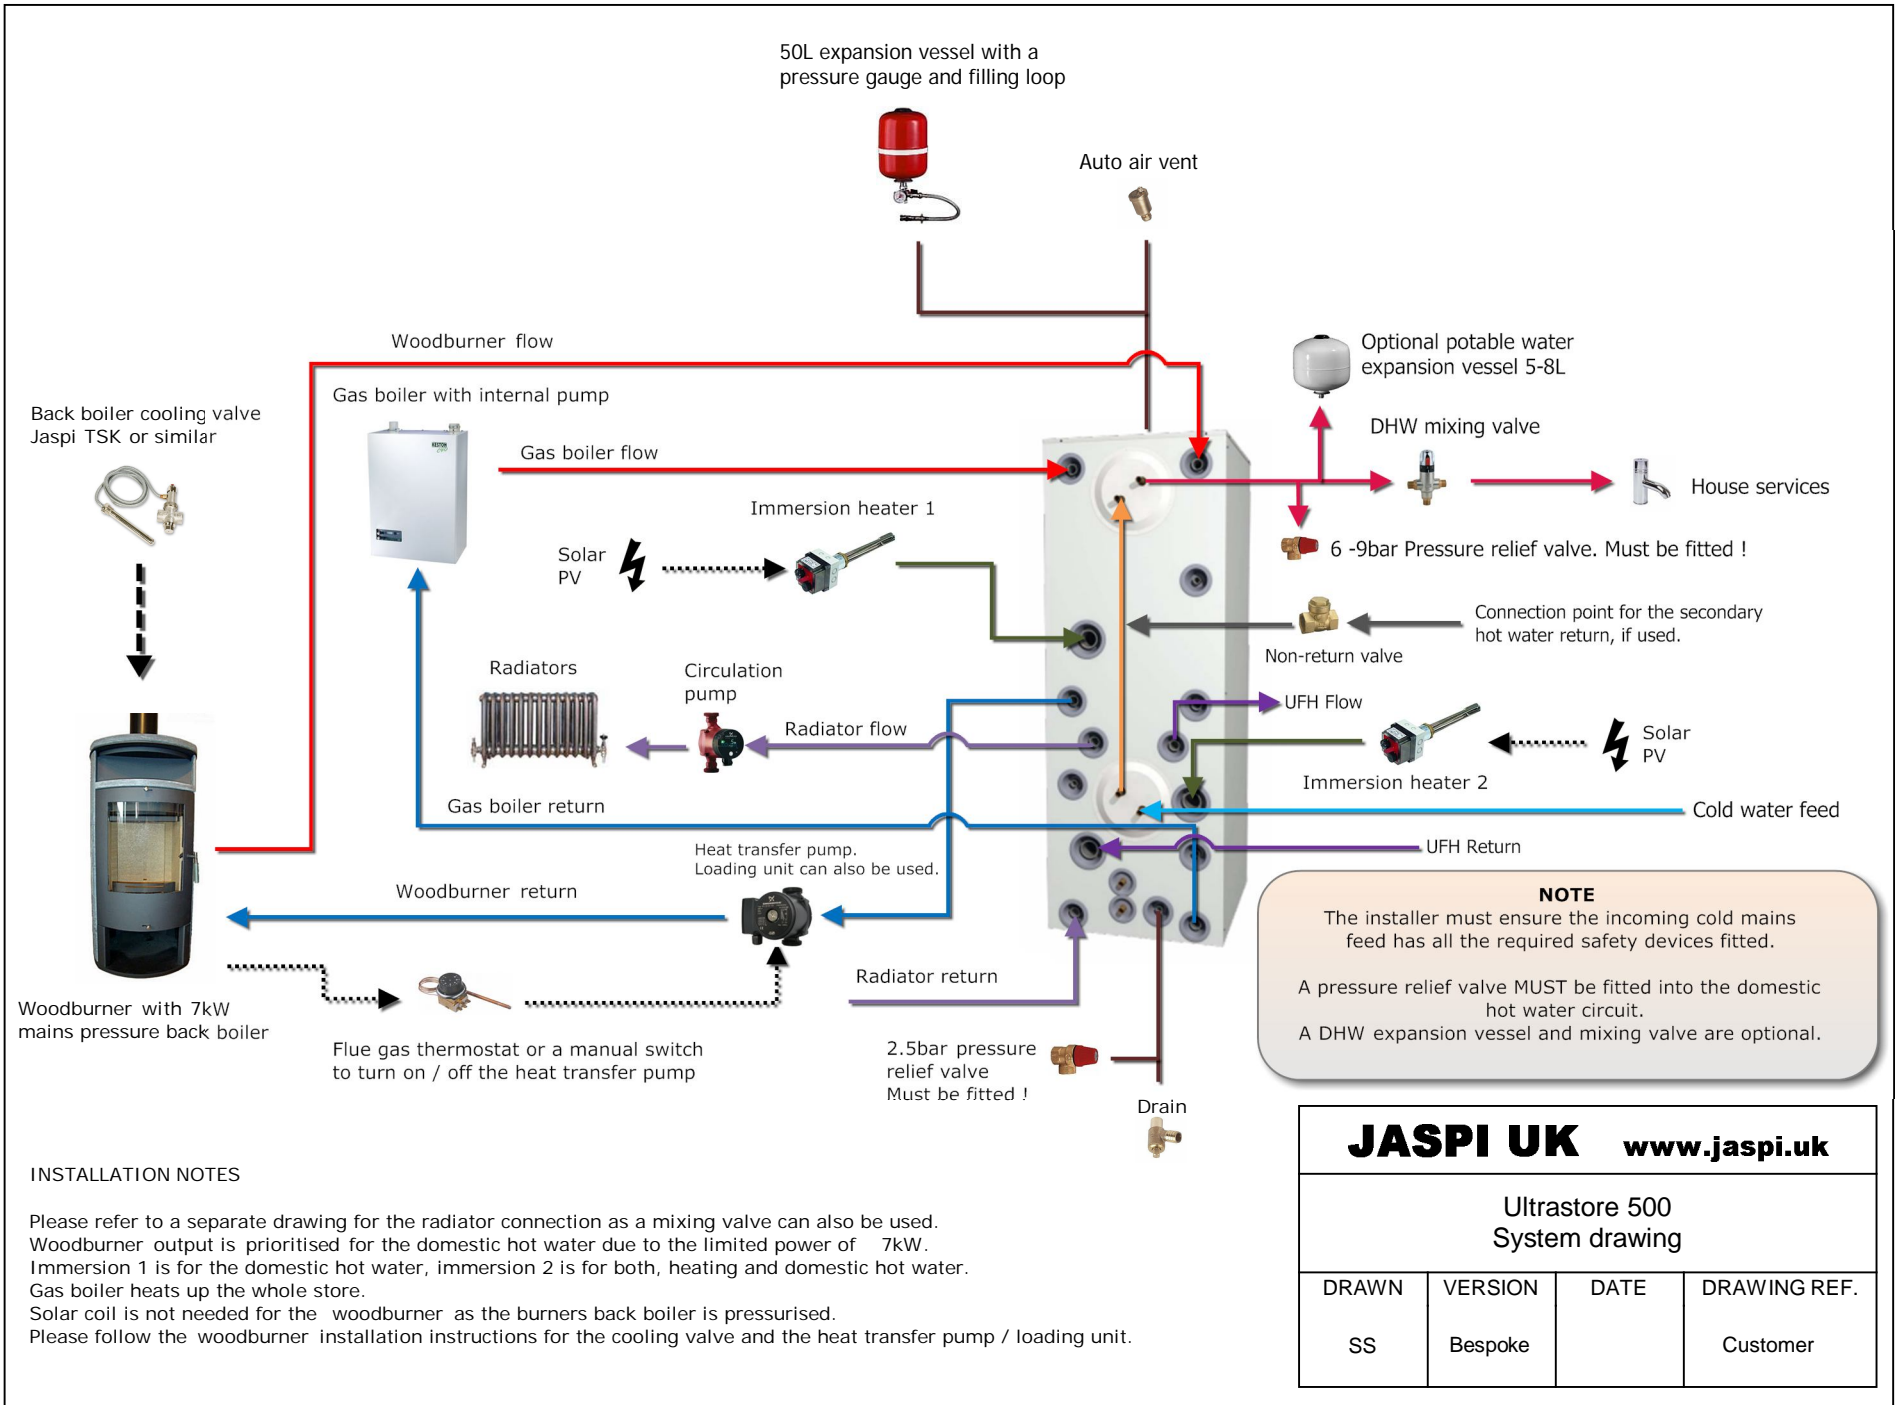 50L expansion vessel with a
pressure gauge and filling loop
Auto air vent
Woodburner flow
Optional potable water
expansion vessel 5-8L
Gas boiler with internal pump
Back boiler cooling valve
Jaspi TSK or similar
DHW mixing valve
Gas boiler flow
House services
Immersion heater 1
Solar
PV
6 -9bar Pressure relief valve. Must be fitted !
Connection point for the secondary
hot water return, if used.
Non-return valve
Radiators
Circulation
pump
Radiator flow
UFH Flow
Solar
PV
Immersion heater 2
Gas boiler return
Cold water feed
Heat transfer pump.
Loading unit can also be used.
UFH Return
Woodburner return
NOTE
The installer must ensure the incoming cold mains
feed has all the required safety devices fitted.
A pressure relief valve MUST be fitted into the domestic
hot water circuit.
A DHW expansion vessel and mixing valve are optional.
Radiator return
Woodburner with 7kW
mains pressure back boiler
Flue gas thermostat or a manual switch
to turn on / off the heat transfer pump
2.5bar pressure
relief valve
Must be fitted !
Drain
INSTALLATION NOTES
Please refer to a separate drawing for the radiator connection as a mixing valve can also be used.
Woodburner output is prioritised for the domestic hot water due to the limited power of 7kW.
Immersion 1 is for the domestic hot water, immersion 2 is for both, heating and domestic hot water.
Gas boiler heats up the whole store.
Solar coil is not needed for the woodburner as the burners back boiler is pressurised.
Please follow the woodburner installation instructions for the cooling valve and the heat transfer pump / loading unit.
JASPI UK www.jaspi.uk
Ultrastore 500
System drawing
DRAWN VERSION DATE DRAWING REF.
SS Bespoke Customer